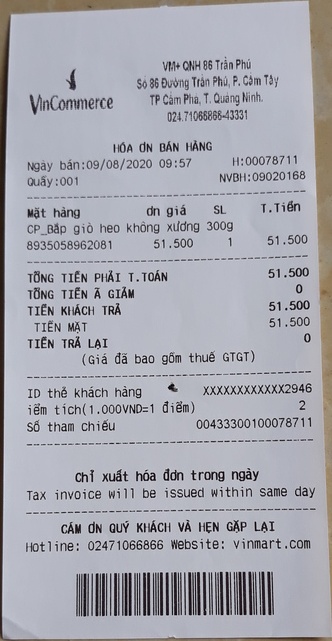 VinCommerce
VM+ QNH 86 Trần Phú
Số 86 Đường Trần Phú, P. Cẩm Tây
TP Cẩm Phả, T. Quảng Ninh.
024.71066866-43331
HÓA ƠN BÁN HÀNG
Ngày bán:09/08/2020 09:57 H:00078711
Quầy:001 NVBH:09020168
Mặt hàng ơn giá SL T.Tiền
CP_Bắp giò heo không xương 300g
8935058962081 51.500 1 51.500
TỔNG TIỀN PHẢI T.TOÁN 51.500
TỔNG TIỀN Ã GIẢM 0
TIỀN KHÁCH TRẢ 51.500
TIỀN MẶT 51.500
TIỀN TRẢ LẠI 0
(Giá đã bao gồm thuế GTGT)
ID thẻ khách hàng XXXXXXXXXXXX2946
iểm tích(1.000VND=1 điểm) 2
Số tham chiếu 00433300100078711
Chỉ xuất hóa đơn trong ngày
Tax invoice will be issued within same day
CẢM ƠN QUÝ KHÁCH VÀ HẸN GẶP LẠI
Hotline: 02471066866 Website: vinmart.com